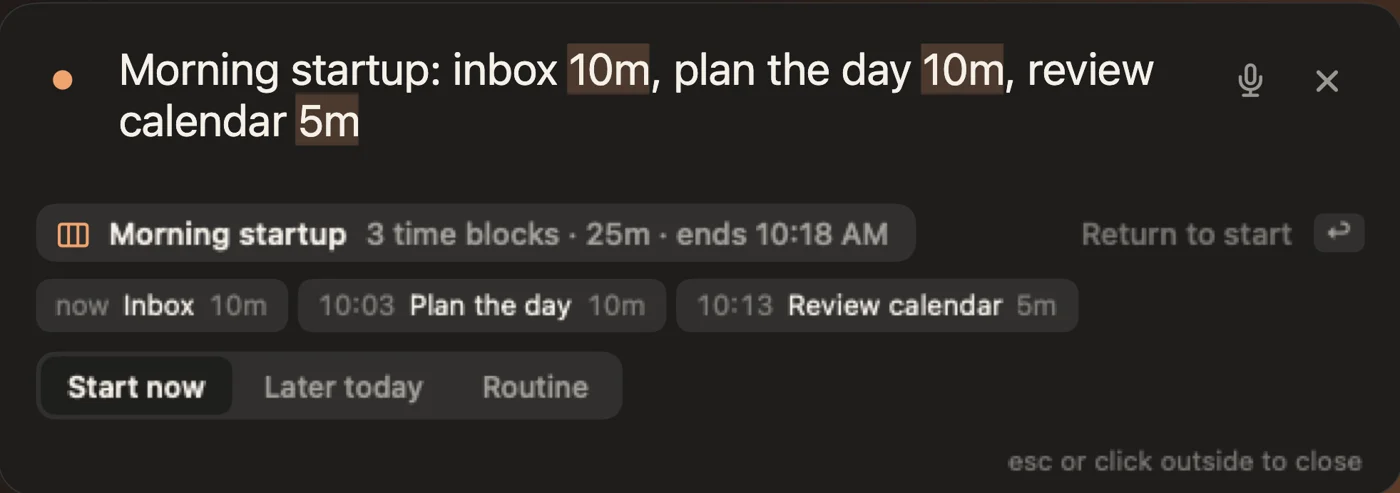 Morning startup: inbox 10m, plan the day 10m, review
calendar 5m
Morning startup 3 time blocks · 25m · ends 10:18 AM Return to start
now Inbox 10m 10:03 Plan the day 10m 10:13 Review calendar 5m
Start now Later today Routine
esc or click outside to close